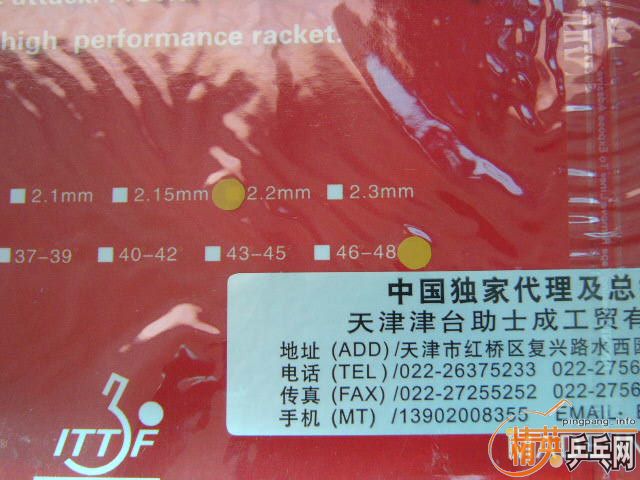 attack.
high performance racket.
2.1mm 2.15mm 2.2mm 2.3mm
37-39 40-42 43-45 46-48
中国独家代理及总
天津津台助士成工贸有
地址 (ADD) /天津市红桥区复兴路水西
电话 (TEL) /022-26375233 022-2756
传真 (FAX) /022-27255252 022-2756
手机 (MT) /13902008355 EMAIL:
ITTF
pingpang.info
精英乒乓网